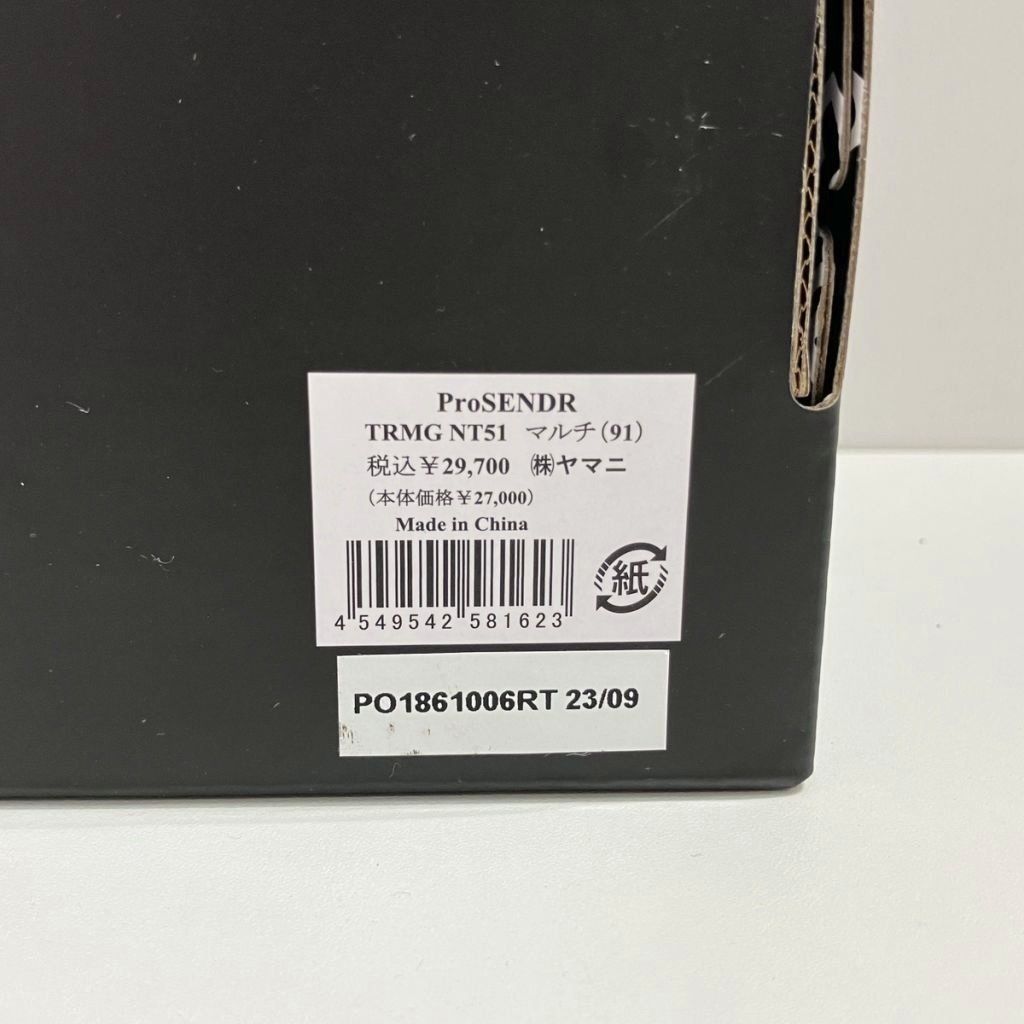 ProSENDR
TRMG NT51 マルチ(91)
税込¥29,700 ㈱ヤマニ
(本体価格¥27,000)
Made in China
紙
4 549542 581623
PO1861006RT 23/09